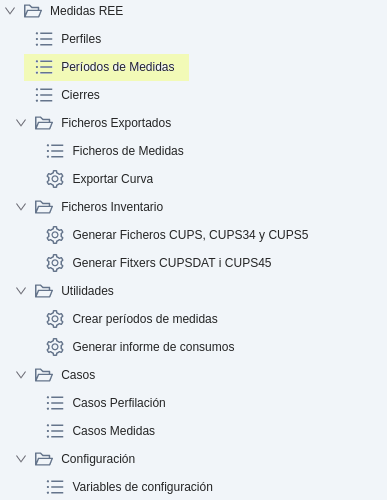 Medidas REE
Perfiles
Períodos de Medidas
Cierres
Ficheros Exportados
Ficheros de Medidas
Exportar Curva
Ficheros Inventario
Generar Ficheros CUPS, CUPS34 y CUPS5
Generar Fitxers CUPSDAT i CUPS45
Utilidades
Crear períodos de medidas
Generar informe de consumos
Casos
Casos Perfilación
Casos Medidas
Configuración
Variables de configuración